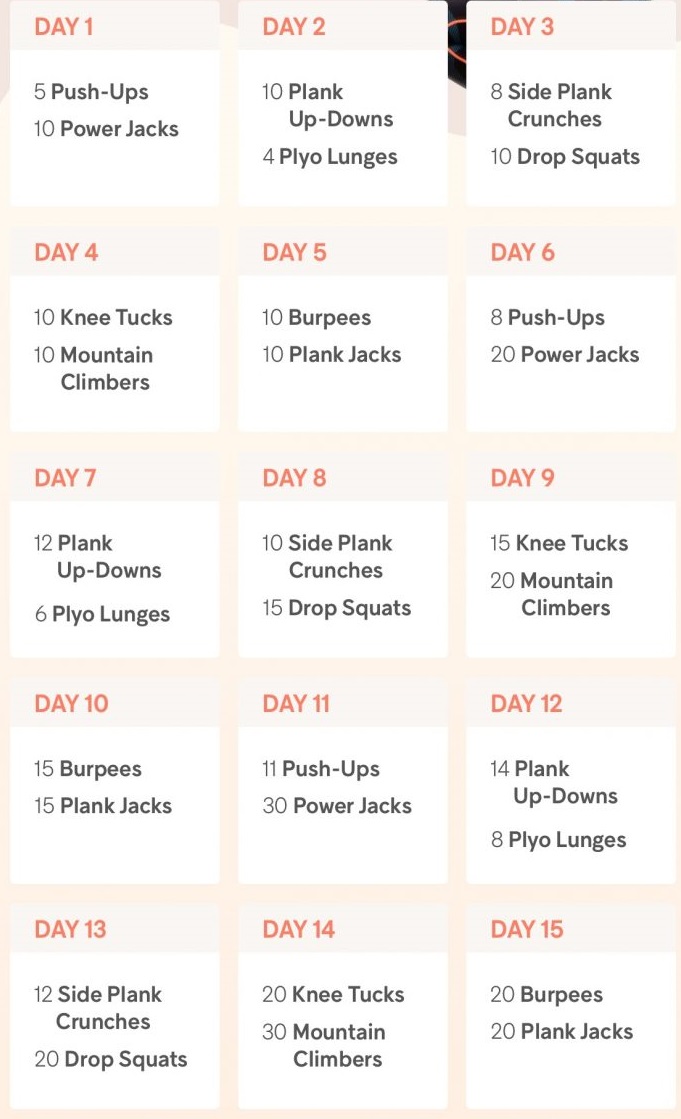 DAY 1
5 Push-Ups
10 Power Jacks
DAY 2
10 Plank
Up-Downs
4 Plyo Lunges
DAY 3
8 Side Plank
Crunches
10 Drop Squats
DAY 4
10 Knee Tucks
10 Mountain
Climbers
DAY 5
10 Burpees
10 Plank Jacks
DAY 6
8 Push-Ups
20 Power Jacks
DAY 7
12 Plank
Up-Downs
6 Plyo Lunges
DAY 8
10 Side Plank
Crunches
15 Drop Squats
DAY 9
15 Knee Tucks
20 Mountain
Climbers
DAY 10
15 Burpees
15 Plank Jacks
DAY 11
11 Push-Ups
30 Power Jacks
DAY 12
14 Plank
Up-Downs
8 Plyo Lunges
DAY 13
12 Side Plank
Crunches
20 Drop Squats
DAY 14
20 Knee Tucks
30 Mountain
Climbers
DAY 15
20 Burpees
20 Plank Jacks